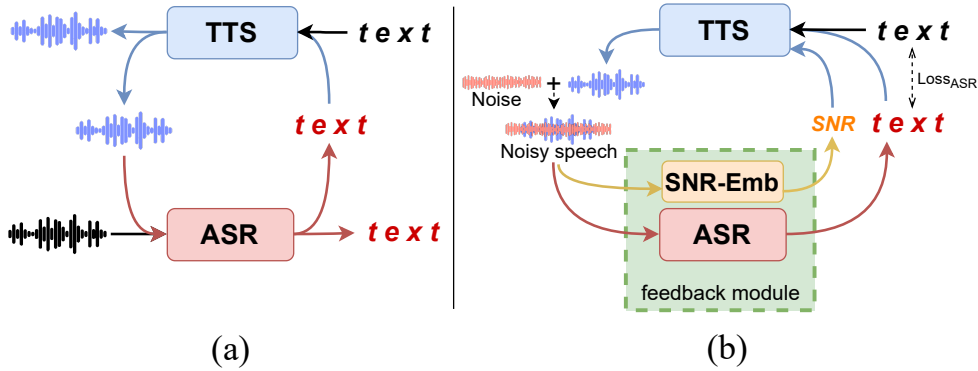 TTS
text
text
ASR
text
(a)
TTS
text
Loss_ASR
+
Noise
SNR
text
Noisy speech
SNR-Emb
ASR
feedback module
(b)